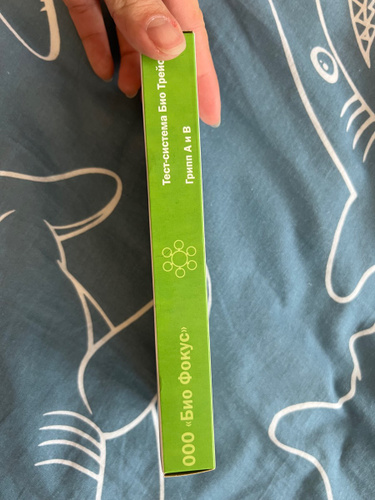 Тест-система Био Трейс
Грипп А и В
ООО «Био Фокус»